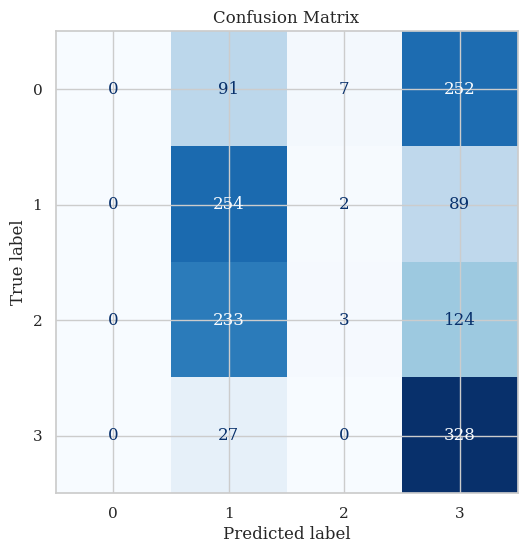 Confusion Matrix
True label
0 0 91 7 252
1 0 254 2 89
2 0 233 3 124
3 0 27 0 328
0 1 2 3
Predicted label